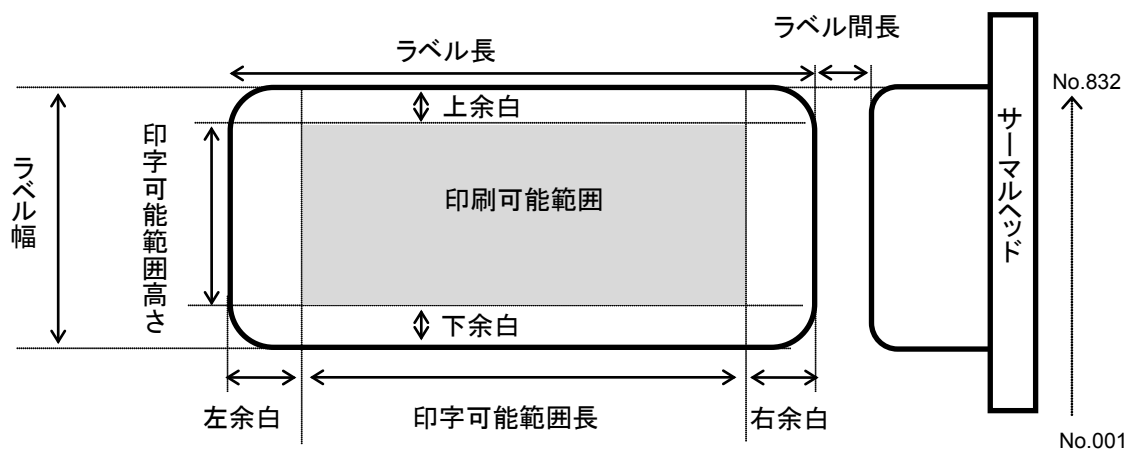 ラベル間長
ラベル長
No.832
上余白
印字可能範囲高さ
ラベル幅
印刷可能範囲
サーマルヘッド
下余白
左余白
印字可能範囲長
右余白
No.001